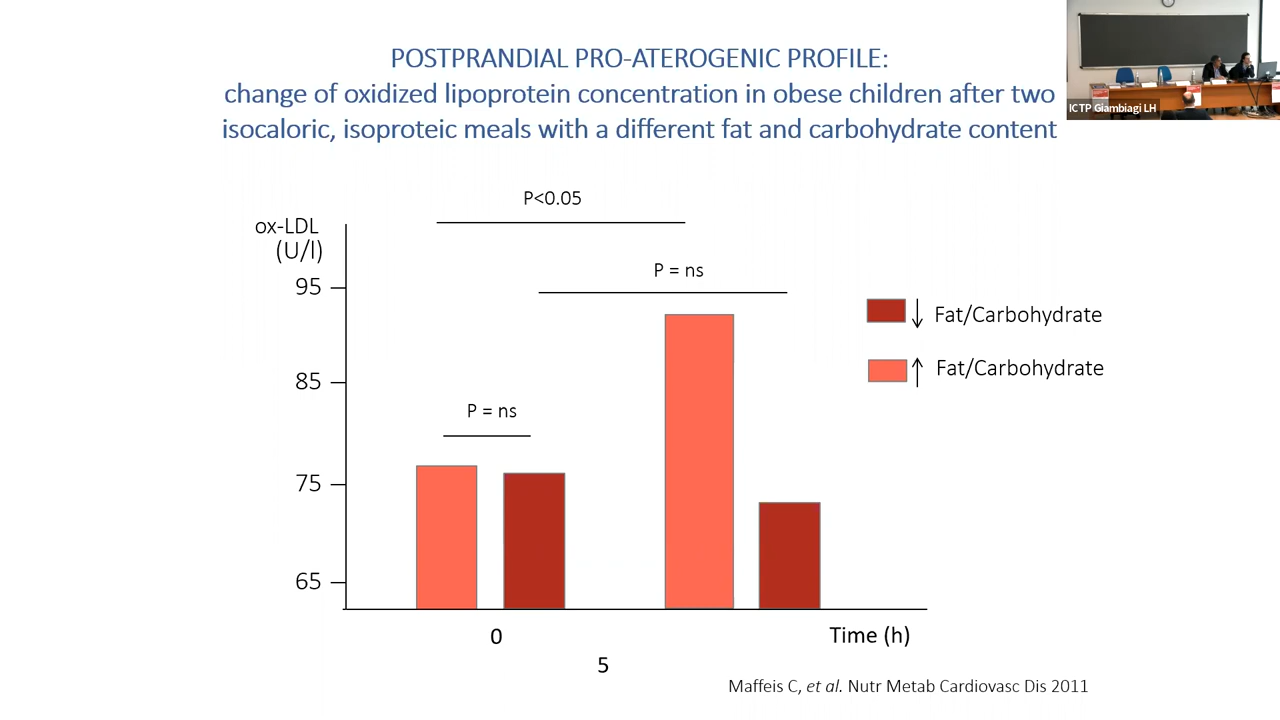 POSTPRANDIAL PRO-ATEROGENIC PROFILE:
change of oxidized lipoprotein concentration in obese children after two
isocaloric, isoproteic meals with a different fat and carbohydrate content
ICTP Giambiagi LH
P<0.05
ox-LDL
(U/l)
P = ns
95
↓ Fat/Carbohydrate
↑ Fat/Carbohydrate
85
P = ns
75
65
0
Time (h)
5
Maffeis C, et al. Nutr Metab Cardiovasc Dis 2011